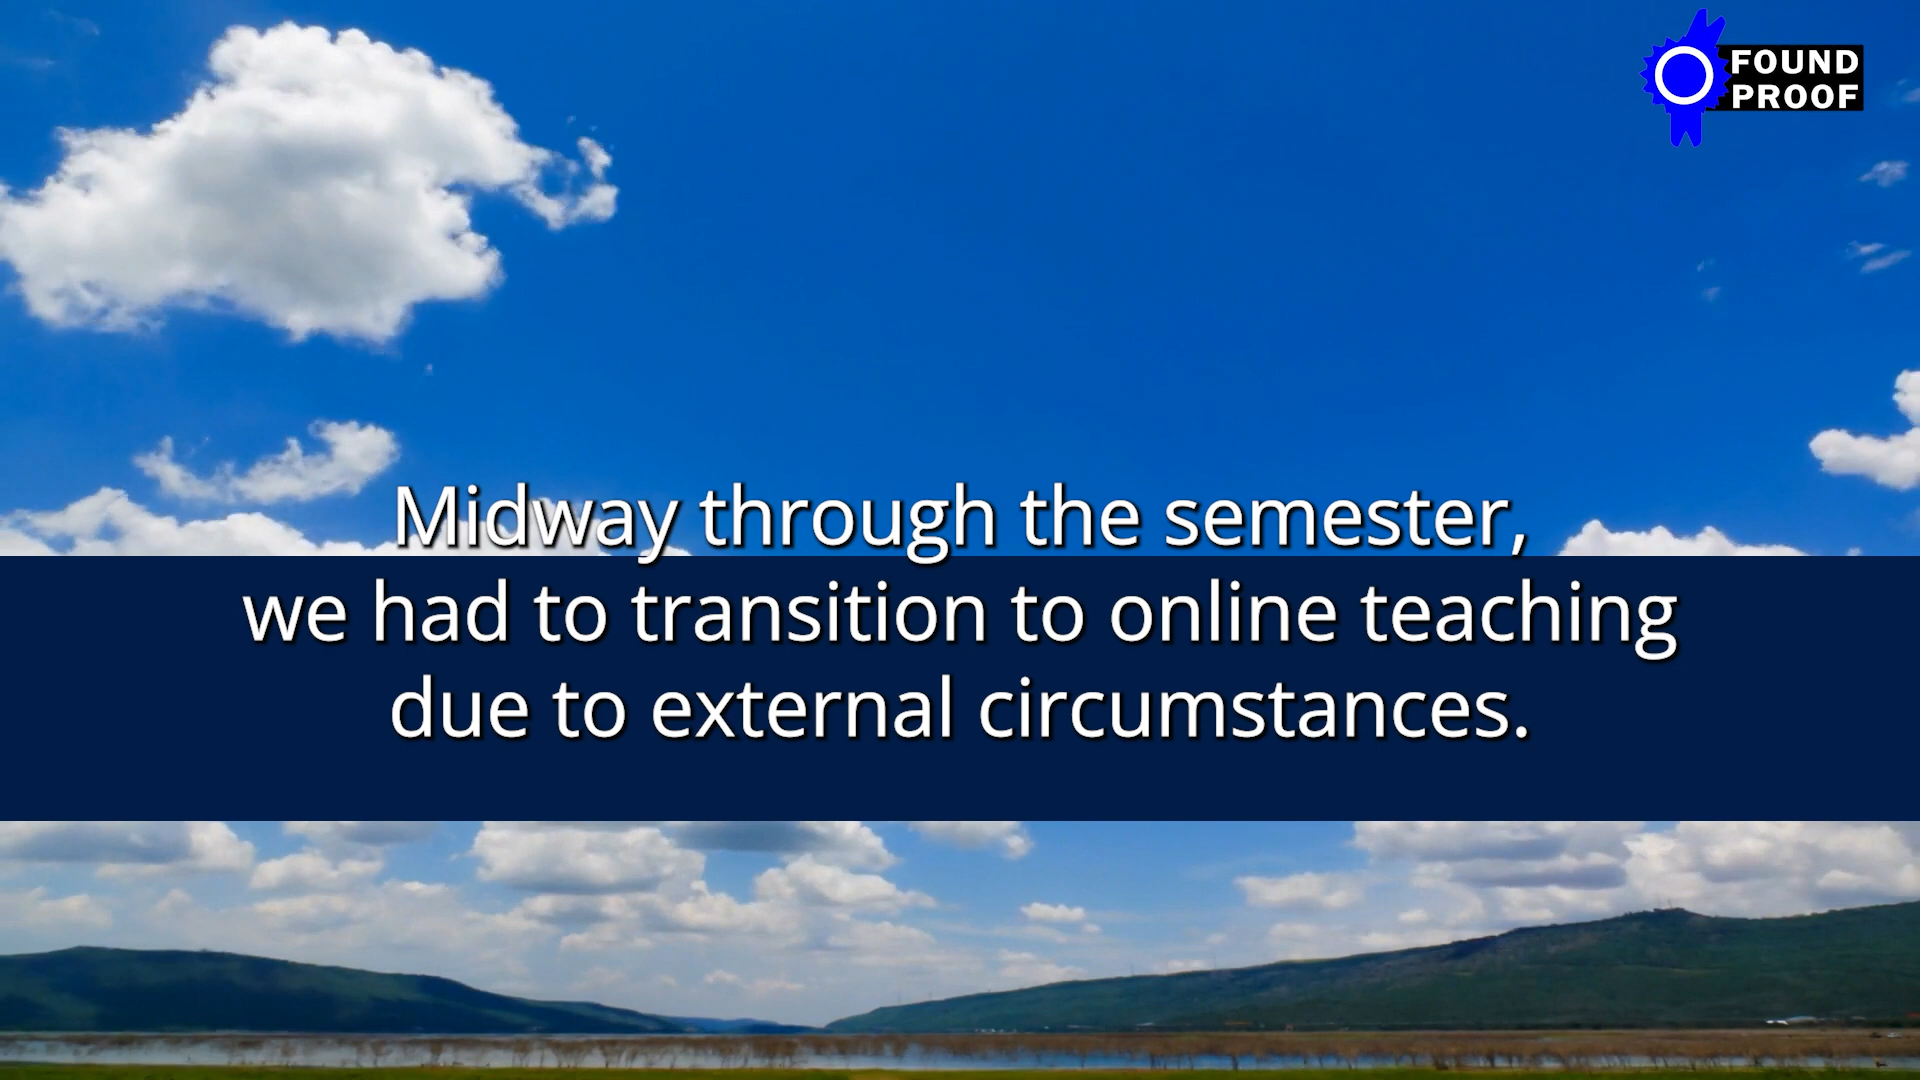 FOUND
PROOF
Midway through the semester,
we had to transition to online teaching
due to external circumstances.